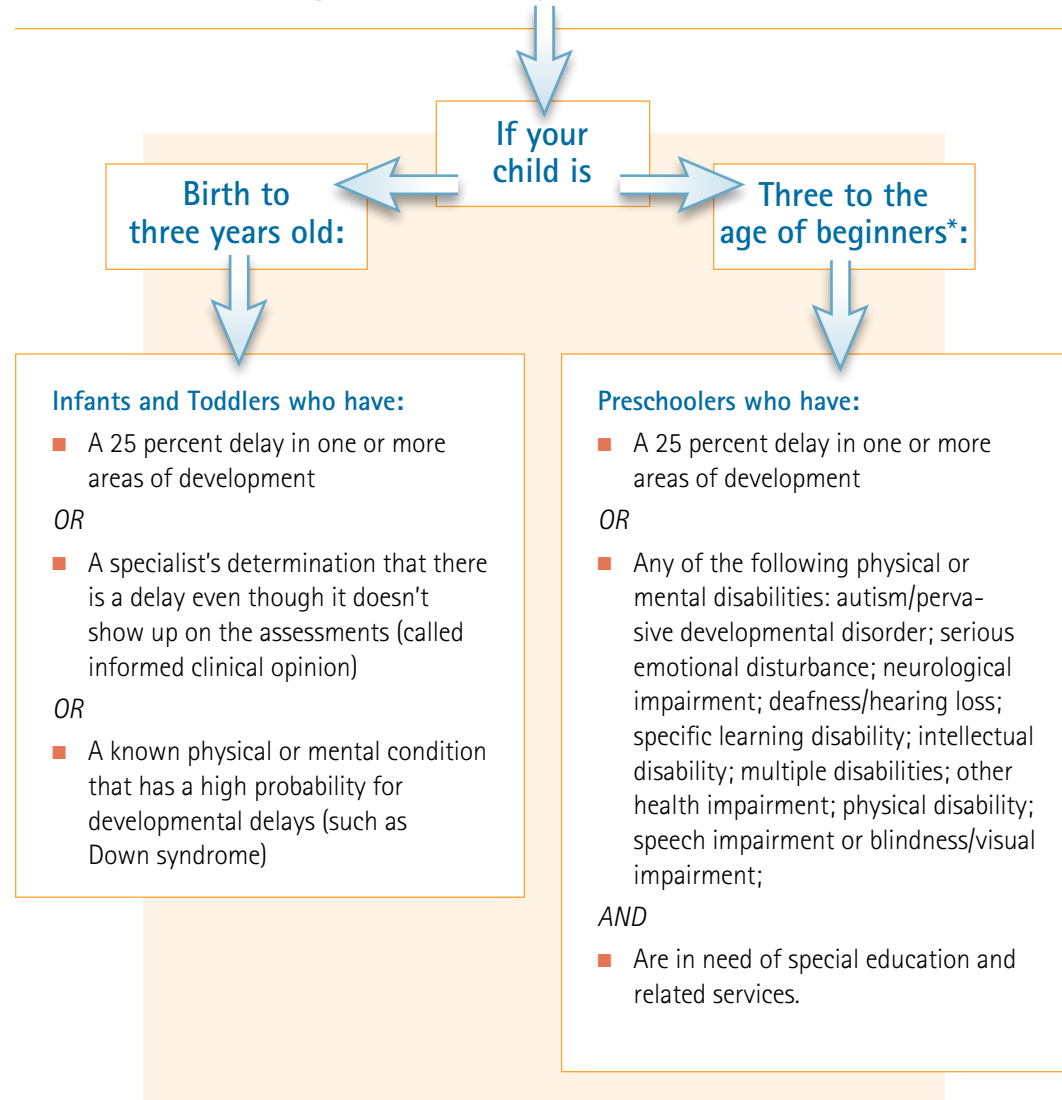 If your
child is
Birth to
three years old:
Three to the
age of beginners*:
Infants and Toddlers who have:
■ A 25 percent delay in one or more
areas of development
OR
■ A specialist's determination that there
is a delay even though it doesn't
show up on the assessments (called
informed clinical opinion)
OR
■ A known physical or mental condition
that has a high probability for
developmental delays (such as
Down syndrome)
Preschoolers who have:
■ A 25 percent delay in one or more
areas of development
OR
■ Any of the following physical or
mental disabilities: autism/perva-
sive developmental disorder; serious
emotional disturbance; neurological
impairment; deafness/hearing loss;
specific learning disability; intellectual
disability; multiple disabilities; other
health impairment; physical disability;
speech impairment or blindness/visual
impairment;
AND
■ Are in need of special education and
related services.